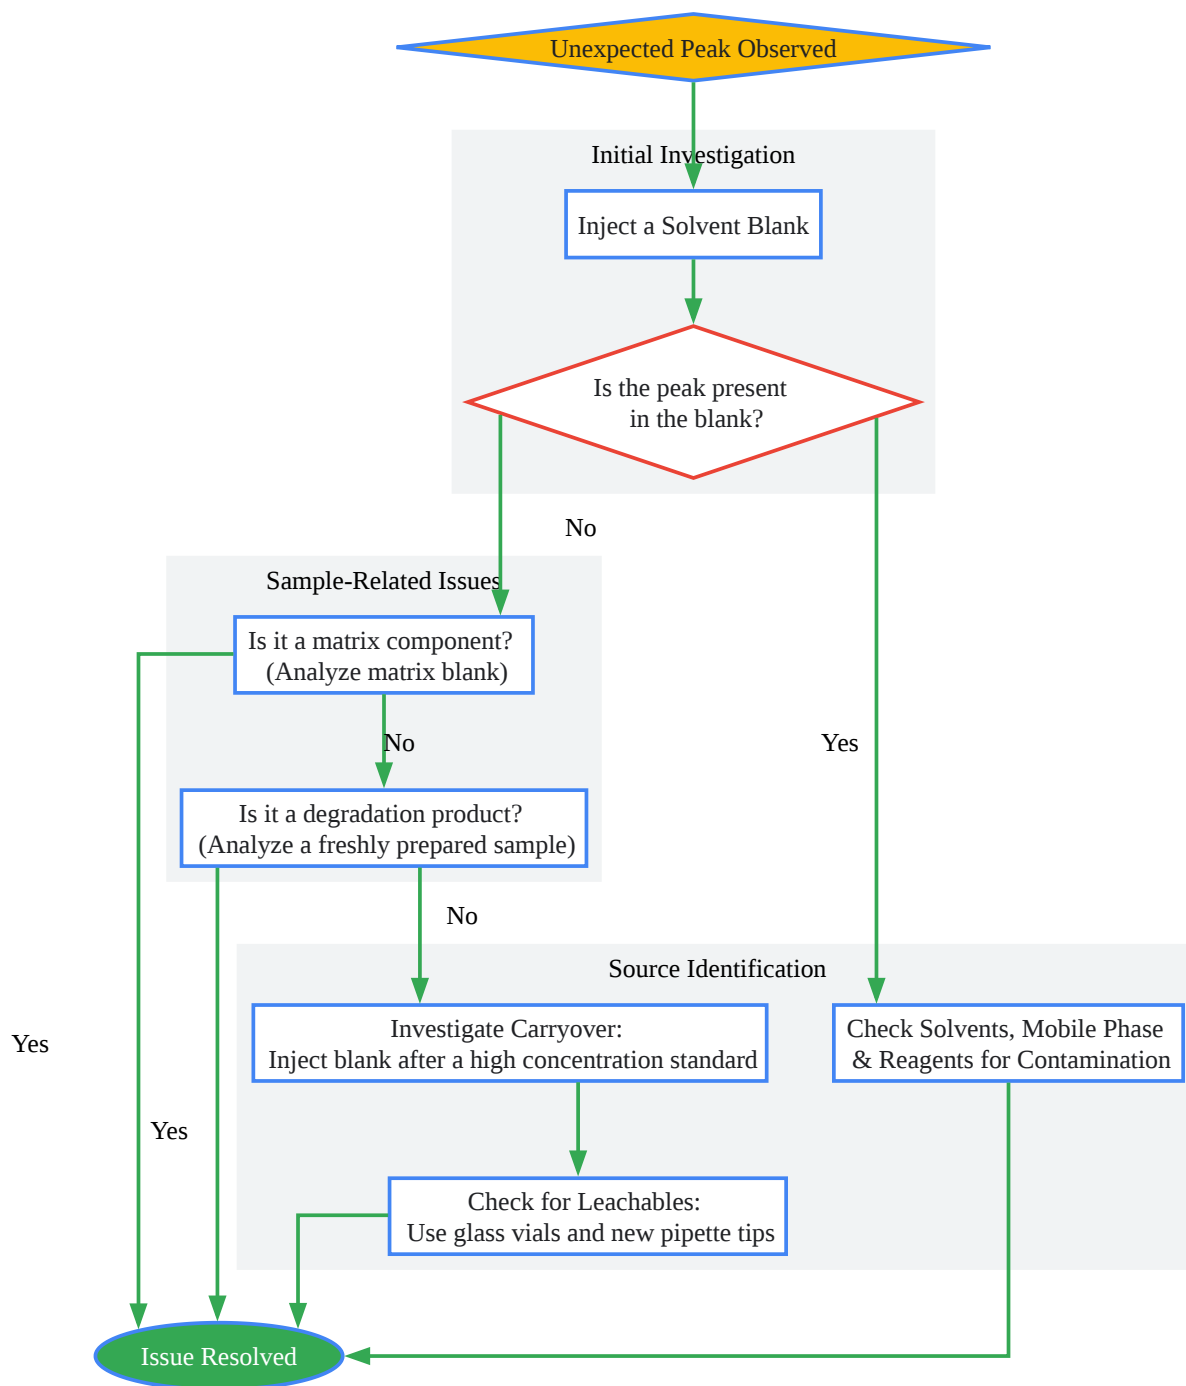 Unexpected Peak Observed
Initial Investigation
Inject a Solvent Blank
Is the peak present
in the blank?
No
Sample-Related Issues
Is it a matrix component?
(Analyze matrix blank)
No
Yes
Is it a degradation product?
(Analyze a freshly prepared sample)
No
Source Identification
Investigate Carryover:
Inject blank after a high concentration standard
Check Solvents, Mobile Phase
& Reagents for Contamination
Yes
Yes
Check for Leachables:
Use glass vials and new pipette tips
Issue Resolved